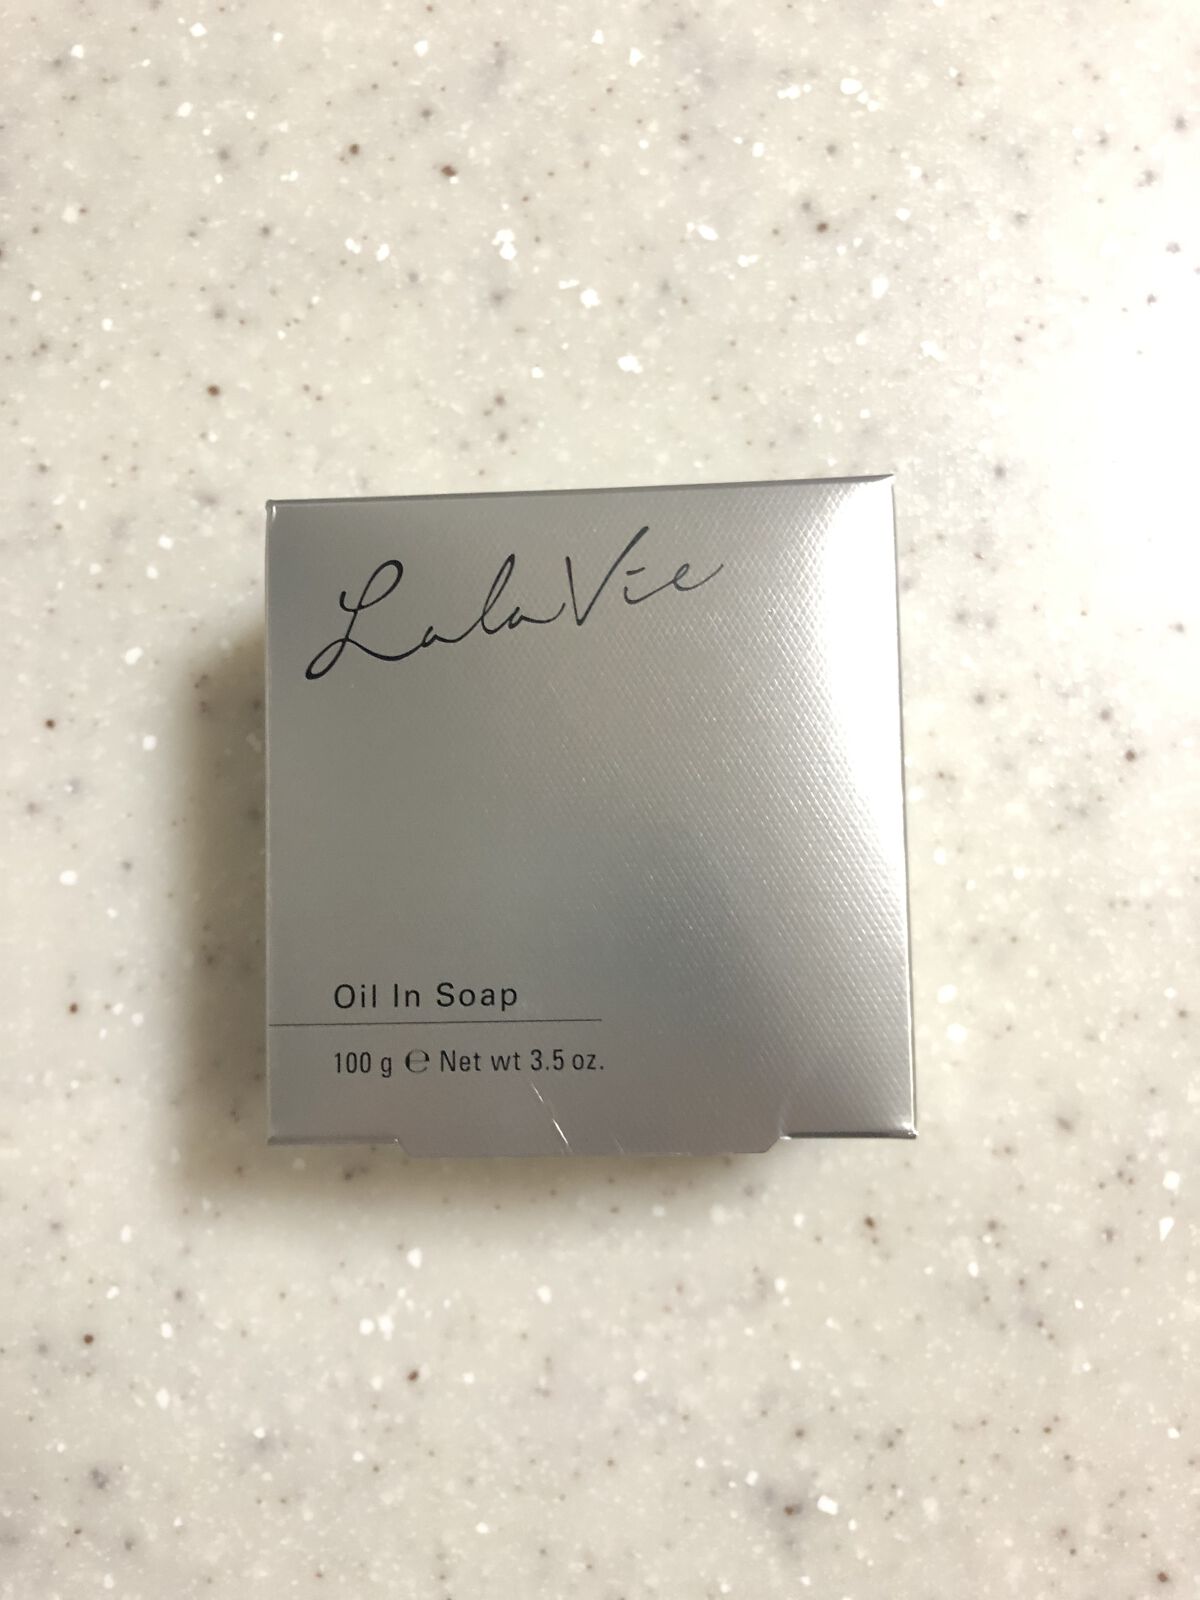 LalaVie
Oil In Soap
100 g ℮ Net wt 3.5 oz.